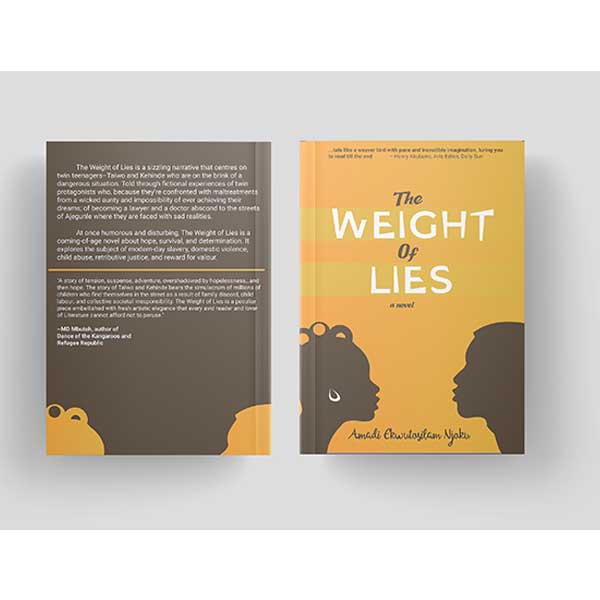 The Weight of Lies is a sizzling narrative that centres on
twin teenagers–Taiwo and Kehinde who are on the brink of a
dangerous situation. Told through fictional experiences of twin
protagonists who, because they're confronted with maltreatments
from a wicked aunty and impossibility of ever achieving their
dreams; of becoming a lawyer and a doctor abscond to the streets
of Ajegunle where they are faced with sad realities.
At once humorous and disturbing, The Weight of Lies is a
coming-of-age novel about hope, survival, and determination. It
explores the subject of modern-day slavery, domestic violence,
child abuse, retributive justice, and reward for valour.
"A story of tension, suspense, adventure, overshadowed by hopelessness...and
then hope. The story of Taiwo and Kehinde bears the simulacrum of millions of
children who find themselves in the street as a result of family discord, child
labour, and collective societal irresponsibility. The Weight of Lies is a peculiar
piece embellished with fresh artistic elegance that every avid reader and lover
of Literature cannot afford not to peruse."
–MD Mbutoh, author of
Dance of the Kangaroos and
Refugee Republic
...tale like a weaver bird with pace and incredible imagination, luring you
to read till the end – Henry Akubuiro, Arts Editor, Daily Sun
The
WEIGHT
Of
LIES
a novel
Amadi Ekwutosilam Njoku